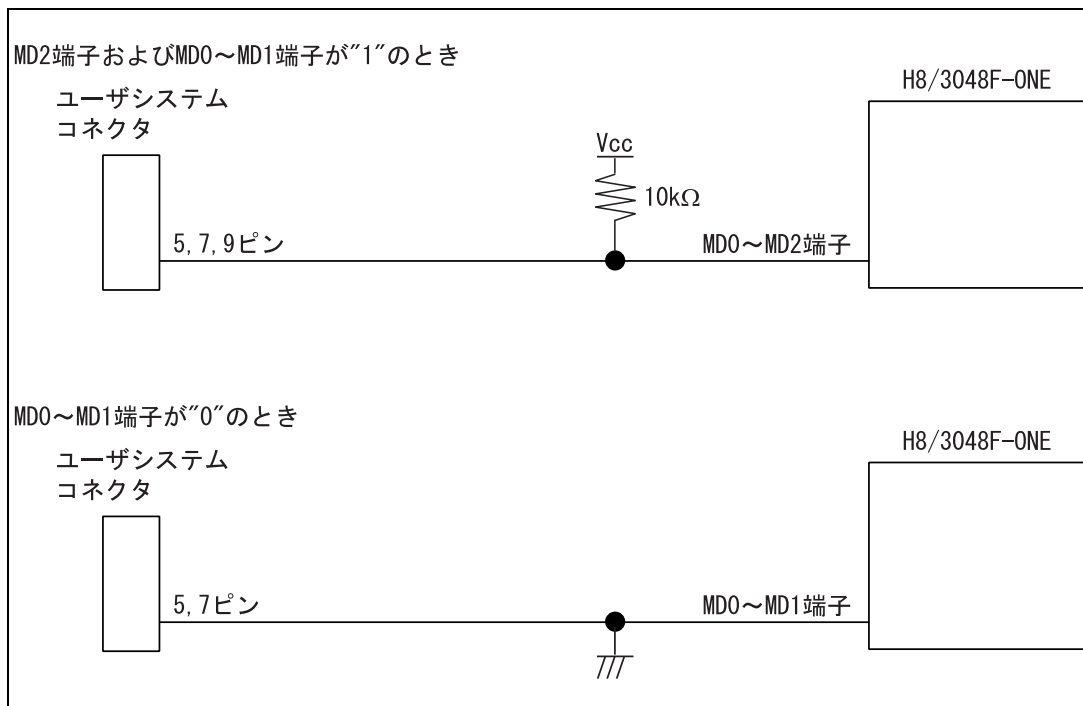 MD2端子およびMD0～MD1端子が"1"のとき
ユーザシステム
コネクタ
H8/3048F-ONE
Vcc
10kΩ
5,7,9ピン
MD0～MD2端子
MD0～MD1端子が"0"のとき
ユーザシステム
コネクタ
H8/3048F-ONE
5,7ピン
MD0～MD1端子